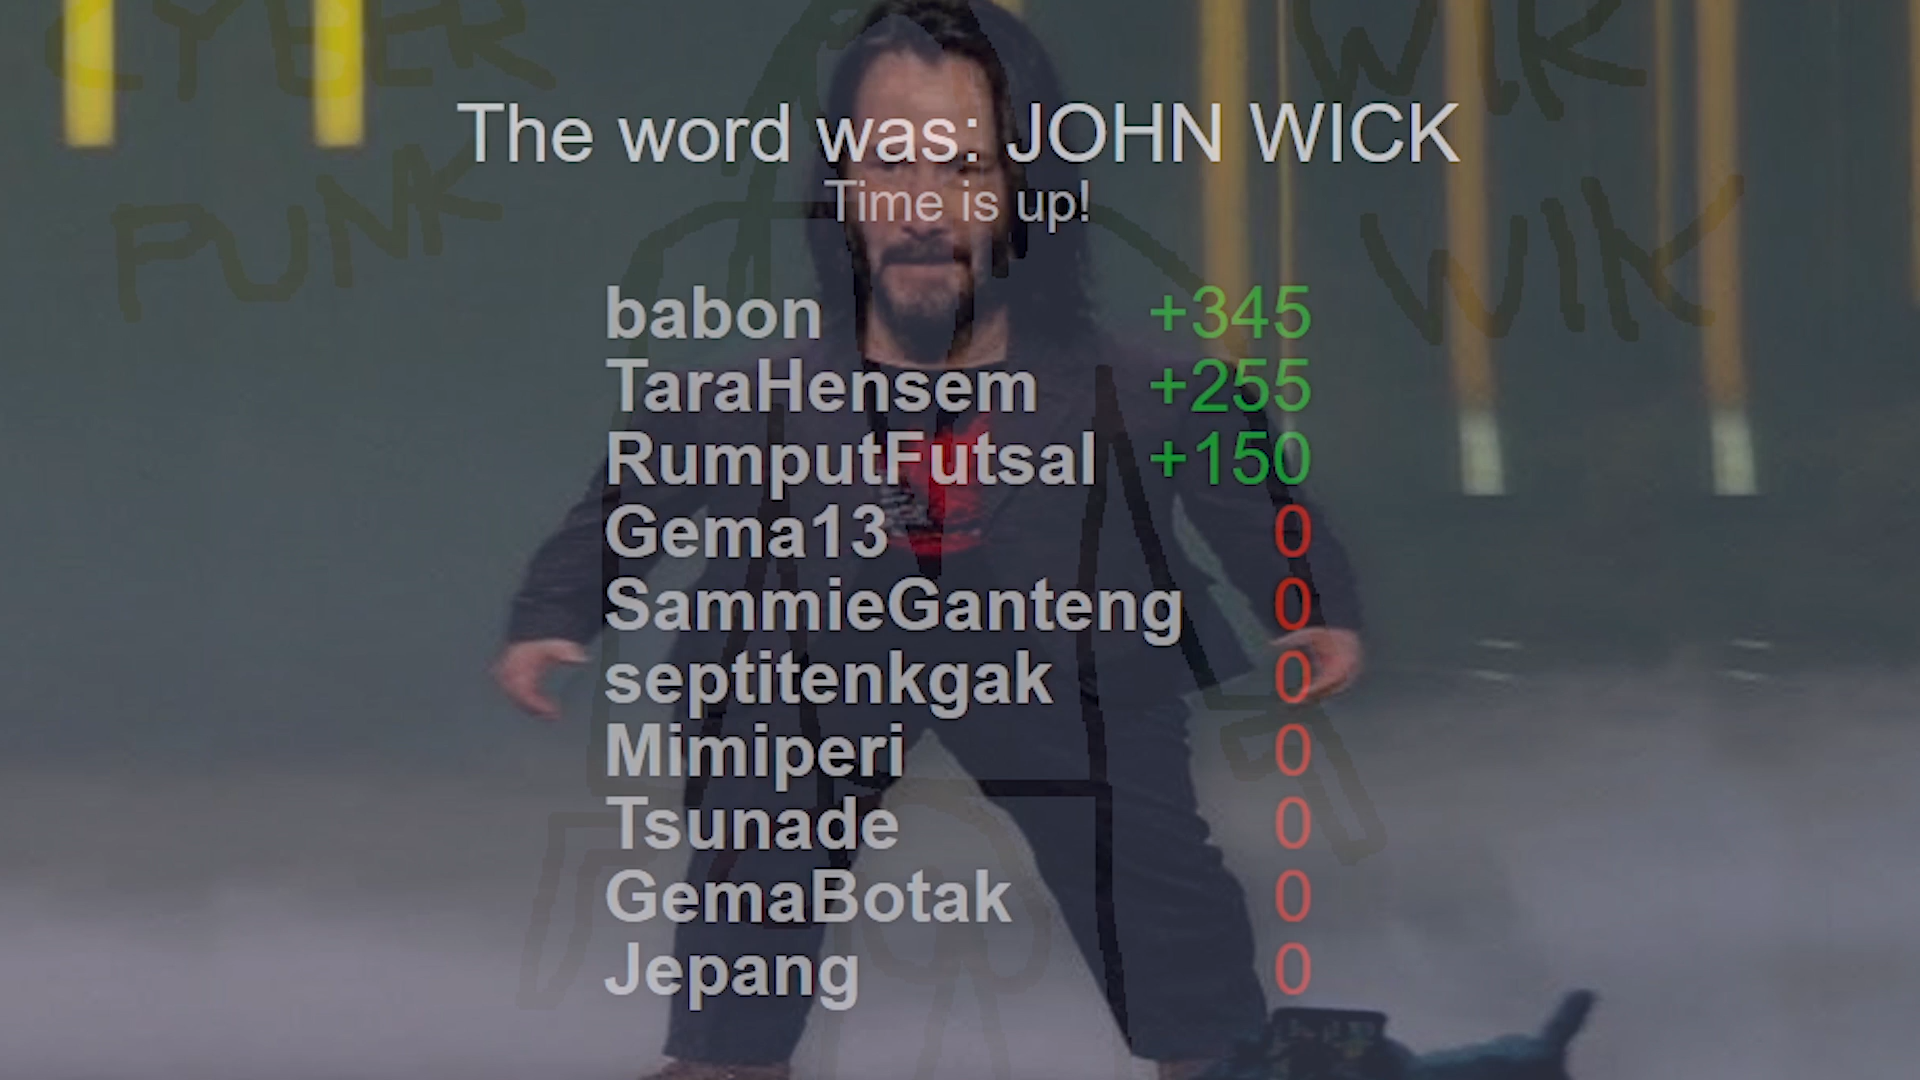 CYBER
PUNK
WIK
WIK
The word was: JOHN WICK
Time is up!
babon +345
TaraHensem +255
RumputFutsal +150
Gema13 0
SammieGanteng 0
septitenkgak 0
Mimiperi 0
Tsunade 0
GemaBotak 0
Jepang 0